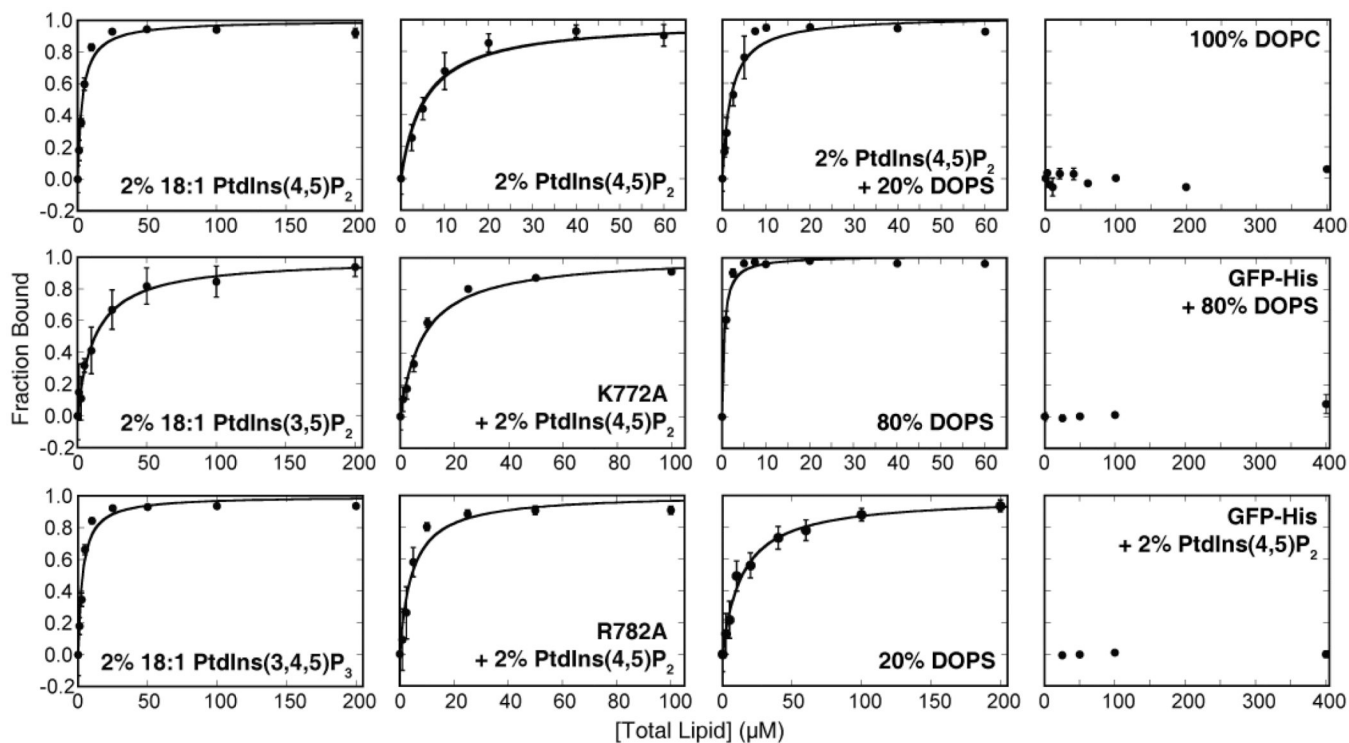 1.0
0.8
0.6
0.4
0.2
0.0
-0.2
0 50 100 150 200
2% 18:1 PtdIns(4,5)P2
0 10 20 30 40 50 60
2% PtdIns(4,5)P2
0 10 20 30 40 50 60
2% PtdIns(4,5)P2
+ 20% DOPS
0 100 200 300 400
100% DOPC
Fraction Bound
1.0
0.8
0.6
0.4
0.2
0.0
-0.2
0 50 100 150 200
2% 18:1 PtdIns(3,5)P2
0 20 40 60 80 100
K772A
+ 2% PtdIns(4,5)P2
0 10 20 30 40 50 60
80% DOPS
0 100 200 300 400
GFP-His
+ 80% DOPS
1.0
0.8
0.6
0.4
0.2
0.0
-0.2
0 50 100 150 200
2% 18:1 PtdIns(3,4,5)P3
0 20 40 60 80 100
R782A
+ 2% PtdIns(4,5)P2
0 50 100 150 200
20% DOPS
0 100 200 300 400
GFP-His
+ 2% PtdIns(4,5)P2
[Total Lipid] (µM)